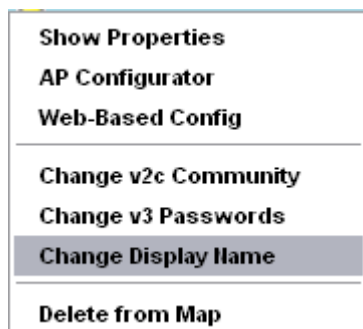 Show Properties
AP Configurator
Web-Based Config
Change v2c Community
Change v3 Passwords
Change Display Name
Delete from Map